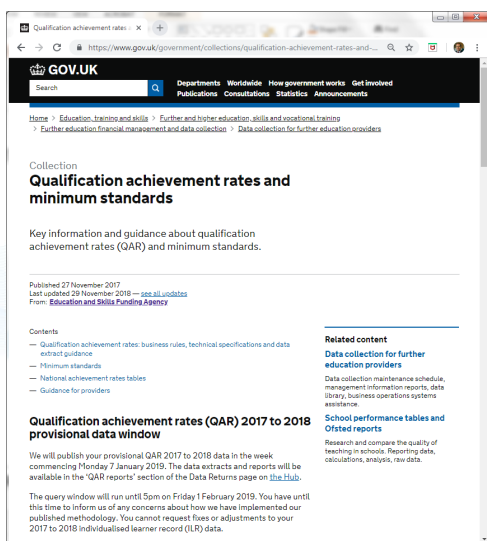 Qualification achievement rates a
https://www.gov.uk/government/collections/qualification-achievement-rates-and-...
GOV.UK
Search
Departments Worldwide How government works Get involved
Publications Consultations Statistics Announcements
Home > Education, training and skills > Further and higher education, skills and vocational training
> Further education financial management and data collection > Data collection for further education providers
Collection
Qualification achievement rates and
minimum standards
Key information and guidance about qualification
achievement rates (QAR) and minimum standards.
Published 27 November 2017
Last updated 29 November 2018 — see all updates
From: Education and Skills Funding Agency
Contents
— Qualification achievement rates: business rules, technical specifications and data
extract guidance
— Minimum standards
— National achievement rates tables
— Guidance for providers
Qualification achievement rates (QAR) 2017 to 2018
provisional data window
We will publish your provisional QAR 2017 to 2018 data in the week
commencing Monday 7 January 2019. The data extracts and reports will be
available in the ‘QAR reports’ section of the Data Returns page on the Hub.
The query window will run until 5pm on Friday 1 February 2019. You have until
this time to inform us of any concerns about how we have implemented our
published methodology. You cannot request fixes or adjustments to your
2017 to 2018 individualised learner record (ILR) data.
Related content
Data collection for further
education providers
Data collection maintenance schedule,
management information reports, data
library, business operations systems
assistance.
School performance tables and
Ofsted reports
Research and compare the quality of
teaching in schools. Reporting data,
calculations, analysis, raw data.